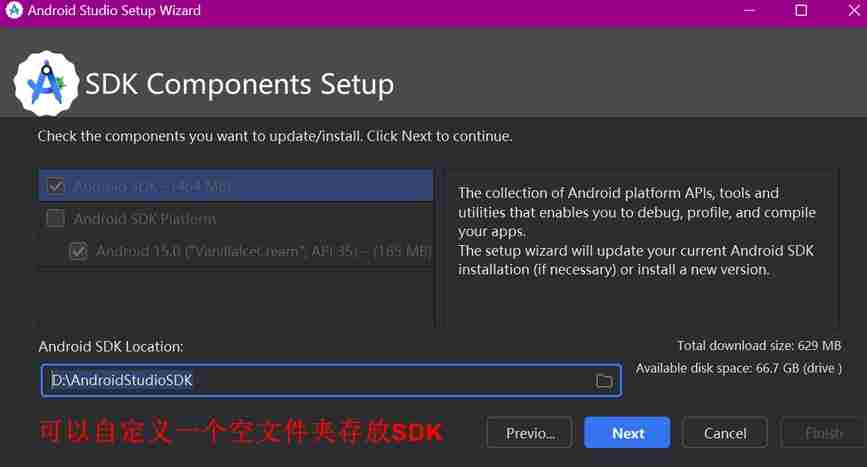 Android Studio Setup Wizard
SDK Components Setup
Check the components you want to update/install. Click Next to continue.
Android SDK – (464 MB)
Android SDK Platform
Android 15.0 ("VanillaIceCream"; API 35) – (165 MB)
The collection of Android platform APIs, tools and
utilities that enables you to debug, profile, and compile
your apps.
The setup wizard will update your current Android SDK
installation (if necessary) or install a new version.
Android SDK Location:
Total download size: 629 MB
D:\AndroidStudioSDK
Available disk space: 66.7 GB (drive )
可以自定义一个空文件夹存放SDK
Previo...
Next
Cancel
Finish